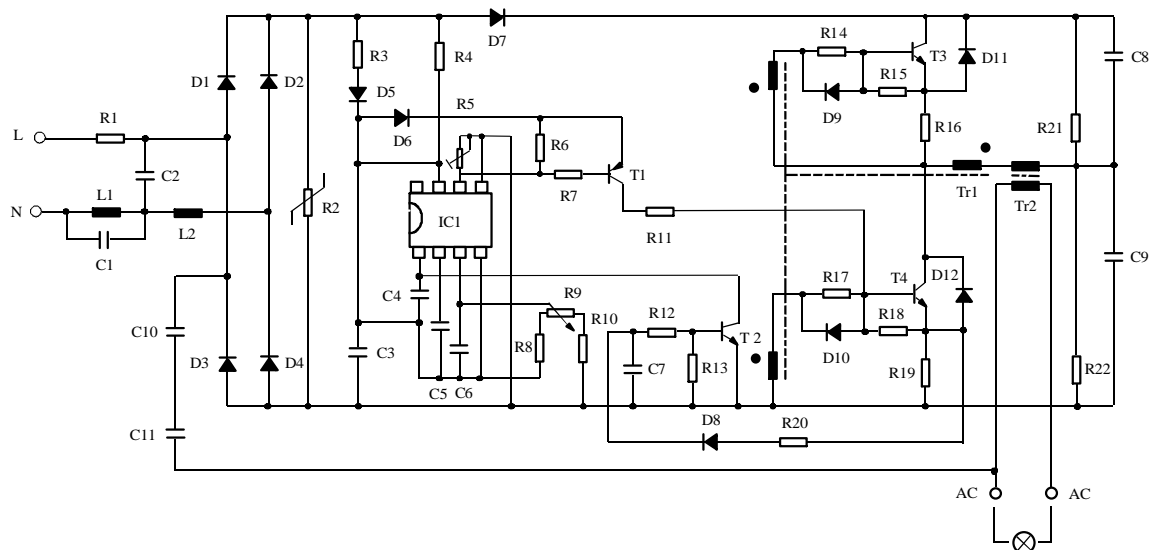 D7
R14
T3
D11
C8
R3
R4
D1
D2
D5
R5
R15
D9
L
R1
D6
R6
R16
R21
C2
T1
N
L1
R2
R7
Tr1
Tr2
L2
IC1
R11
C1
C9
C4
R17
T4
D12
R9
R12
R18
C10
R10
T 2
D3
D4
C3
R8
D10
C7
R13
R19
R22
C5
C6
D8
R20
C11
AC
AC